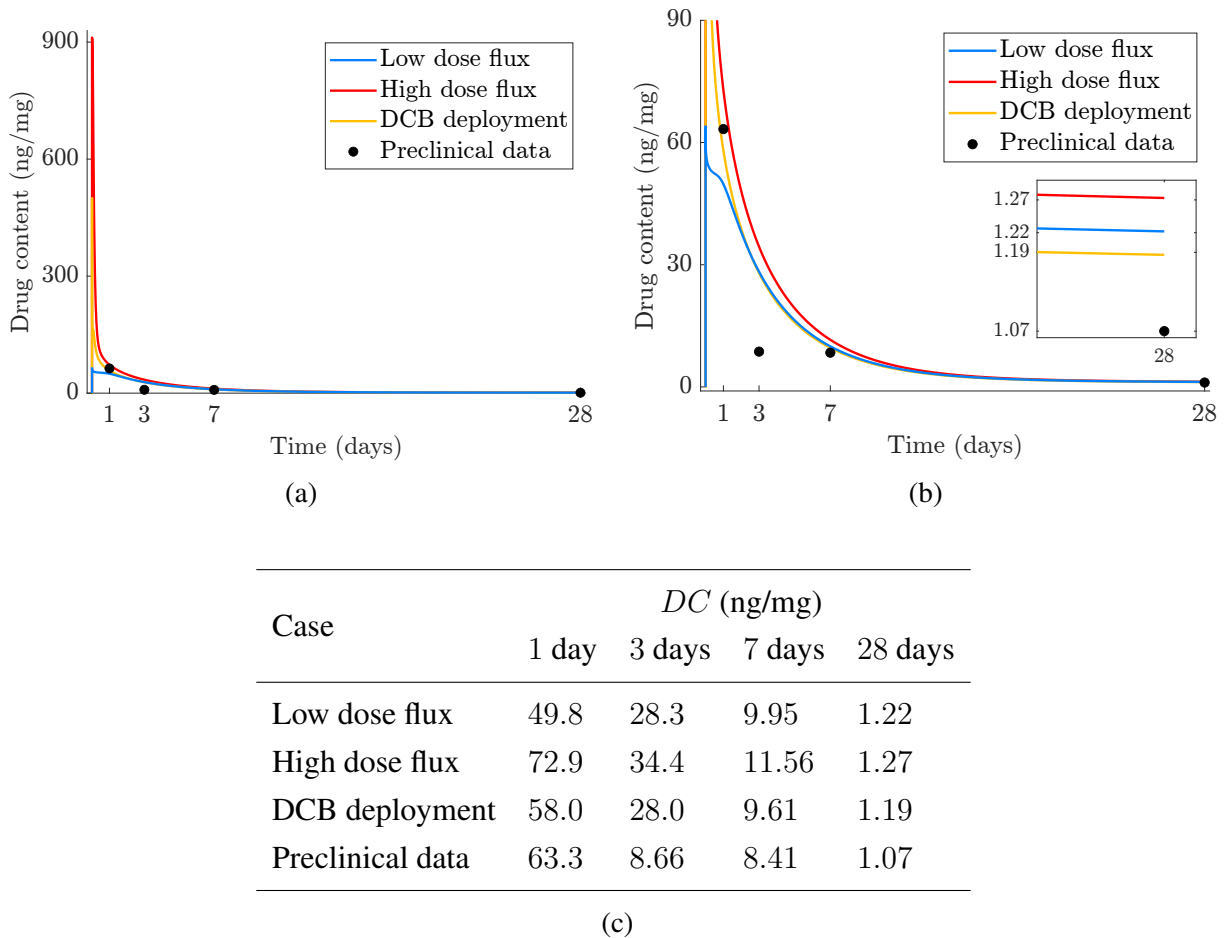 900
600
300
0
Drug content (ng/mg)
Low dose flux
High dose flux
DCB deployment
Preclinical data
1 3 7 28
Time (days)
(a)
90
60
30
0
Drug content (ng/mg)
Low dose flux
High dose flux
DCB deployment
Preclinical data
1.27
1.22
1.19
1.07
28
1 3 7 28
Time (days)
(b)
DC (ng/mg)
Case
1 day 3 days 7 days 28 days
Low dose flux 49.8 28.3 9.95 1.22
High dose flux 72.9 34.4 11.56 1.27
DCB deployment 58.0 28.0 9.61 1.19
Preclinical data 63.3 8.66 8.41 1.07
(c)